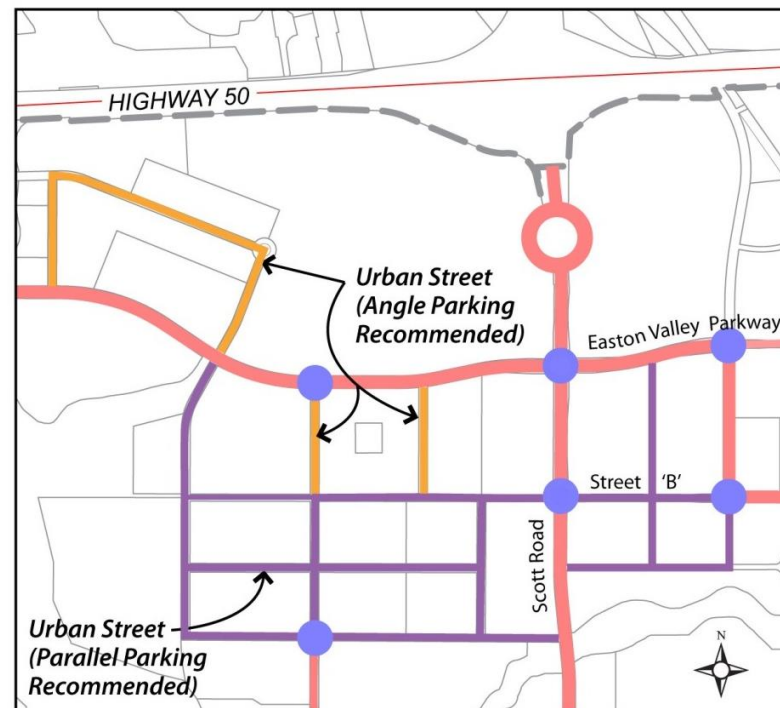 HIGHWAY 50
Urban Street
(Angle Parking
Recommended)
Easton Valley Parkway
Street 'B'
Scott Road
Urban Street
(Parallel Parking
Recommended)
N